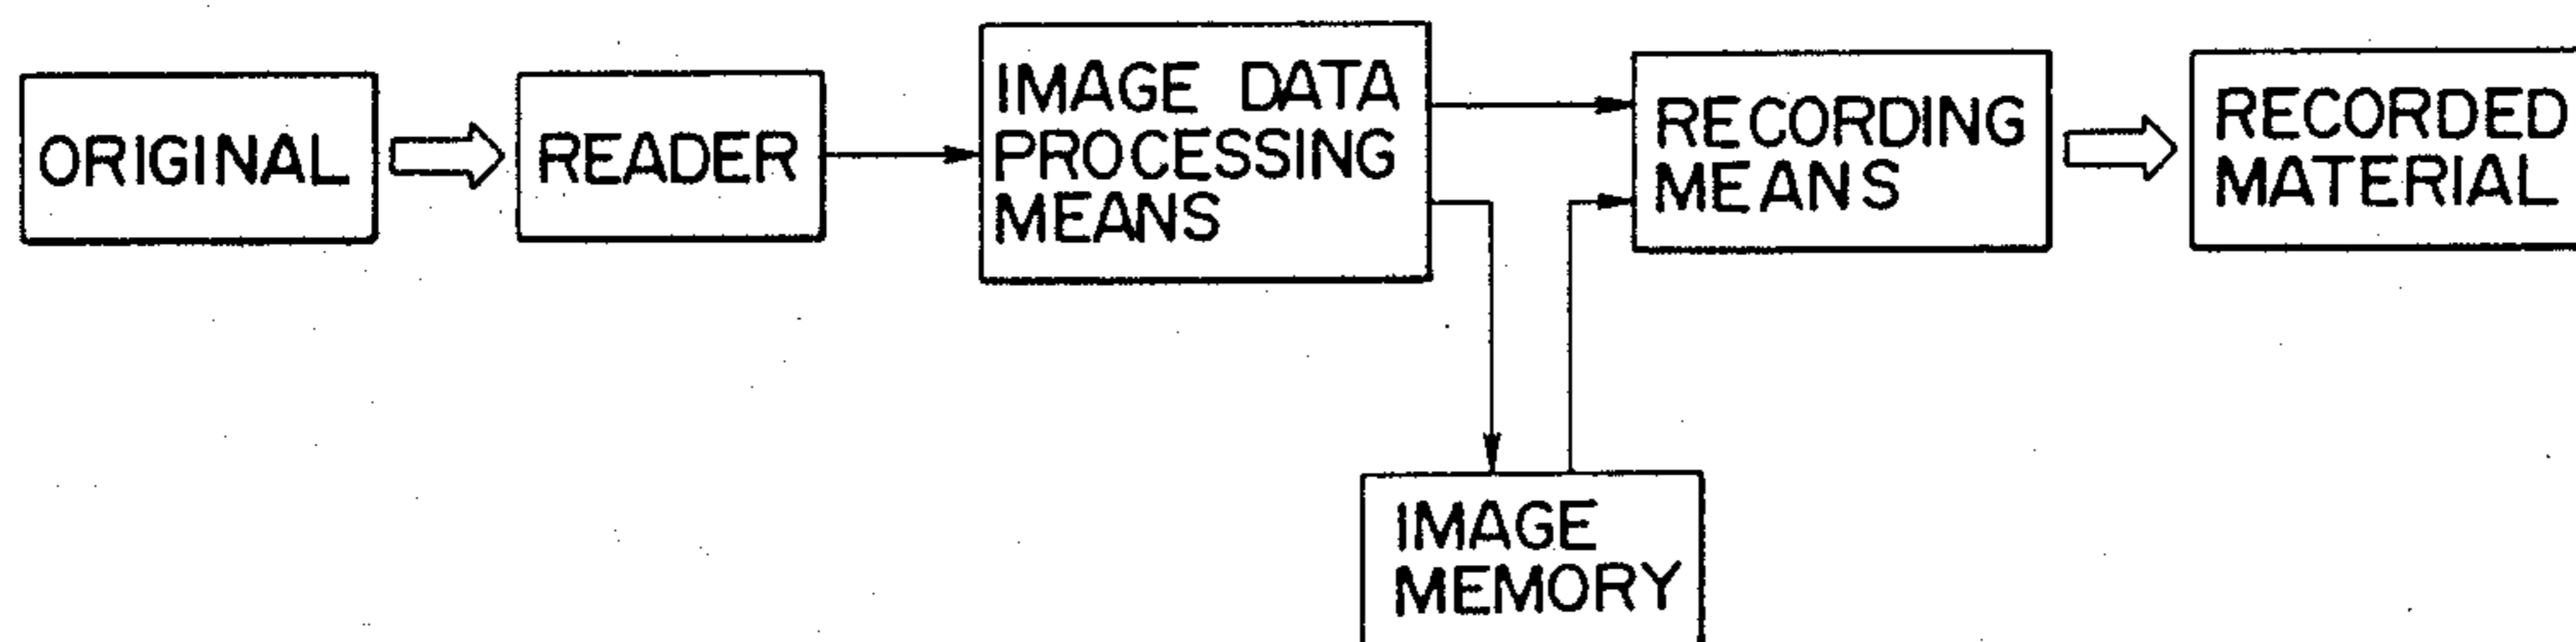 ORIGINAL
READER
IMAGE DATA
PROCESSING
MEANS
RECORDING
MEANS
RECORDED
MATERIAL
IMAGE
MEMORY